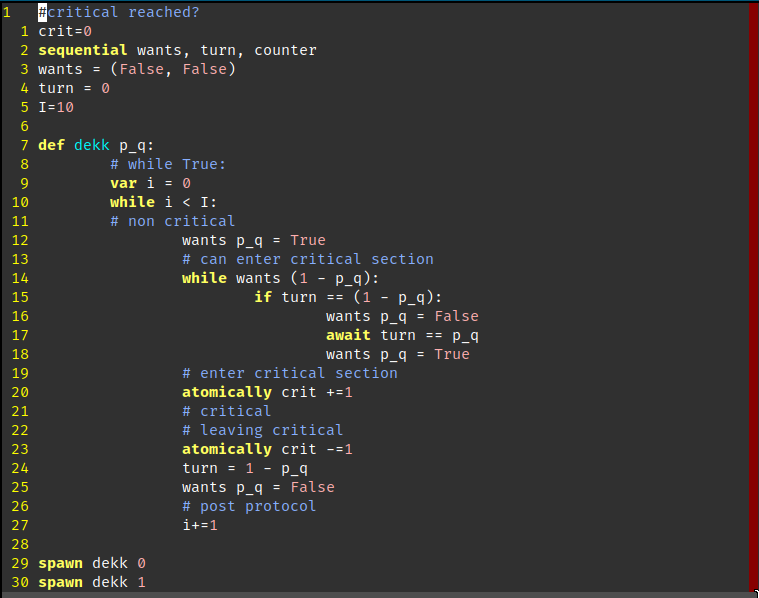 1   #critical reached?
  1 crit=0
  2 sequential wants, turn, counter
  3 wants = (False, False)
  4 turn = 0
  5 I=10
  6
  7 def dekk p_q:
  8         # while True:
  9         var i = 0
 10         while i < I:
 11         # non critical
 12                 wants p_q = True
 13                 # can enter critical section
 14                 while wants (1 - p_q):
 15                         if turn == (1 - p_q):
 16                                 wants p_q = False
 17                                 await turn == p_q
 18                                 wants p_q = True
 19                 # enter critical section
 20                 atomically crit +=1
 21                 # critical
 22                 # leaving critical
 23                 atomically crit -=1
 24                 turn = 1 - p_q
 25                 wants p_q = False
 26                 # post protocol
 27                 i+=1
 28
 29 spawn dekk 0
 30 spawn dekk 1